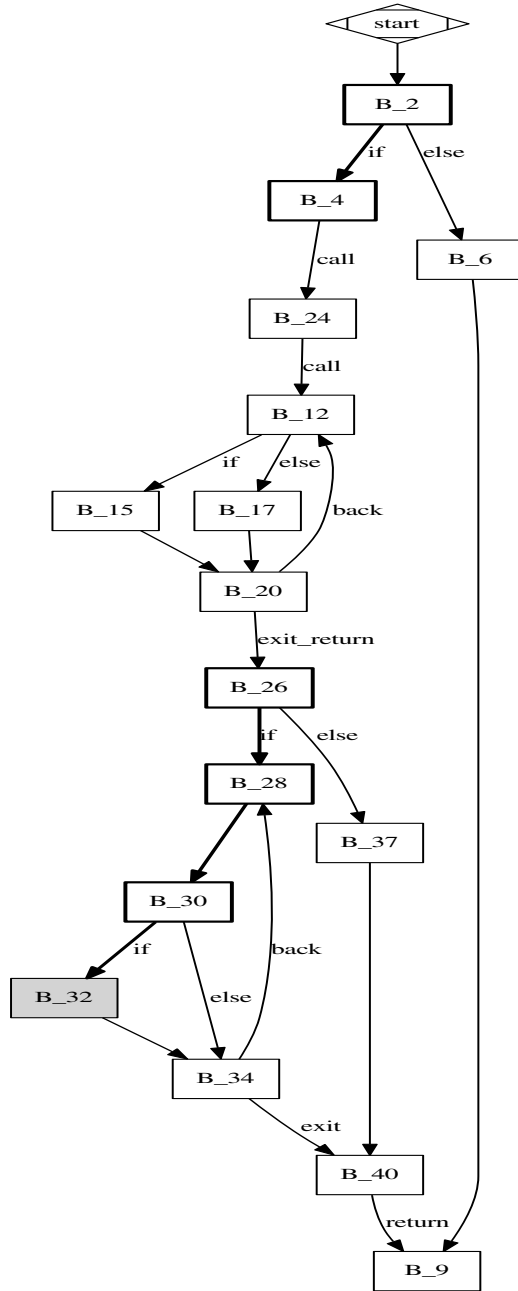 start
B_2
if
else
B_4
B_6
call
B_24
call
B_12
if
else
B_15
B_17
back
B_20
exit_return
B_26
if
else
B_28
B_37
B_30
if
back
B_32
else
B_34
exit
B_40
return
B_9